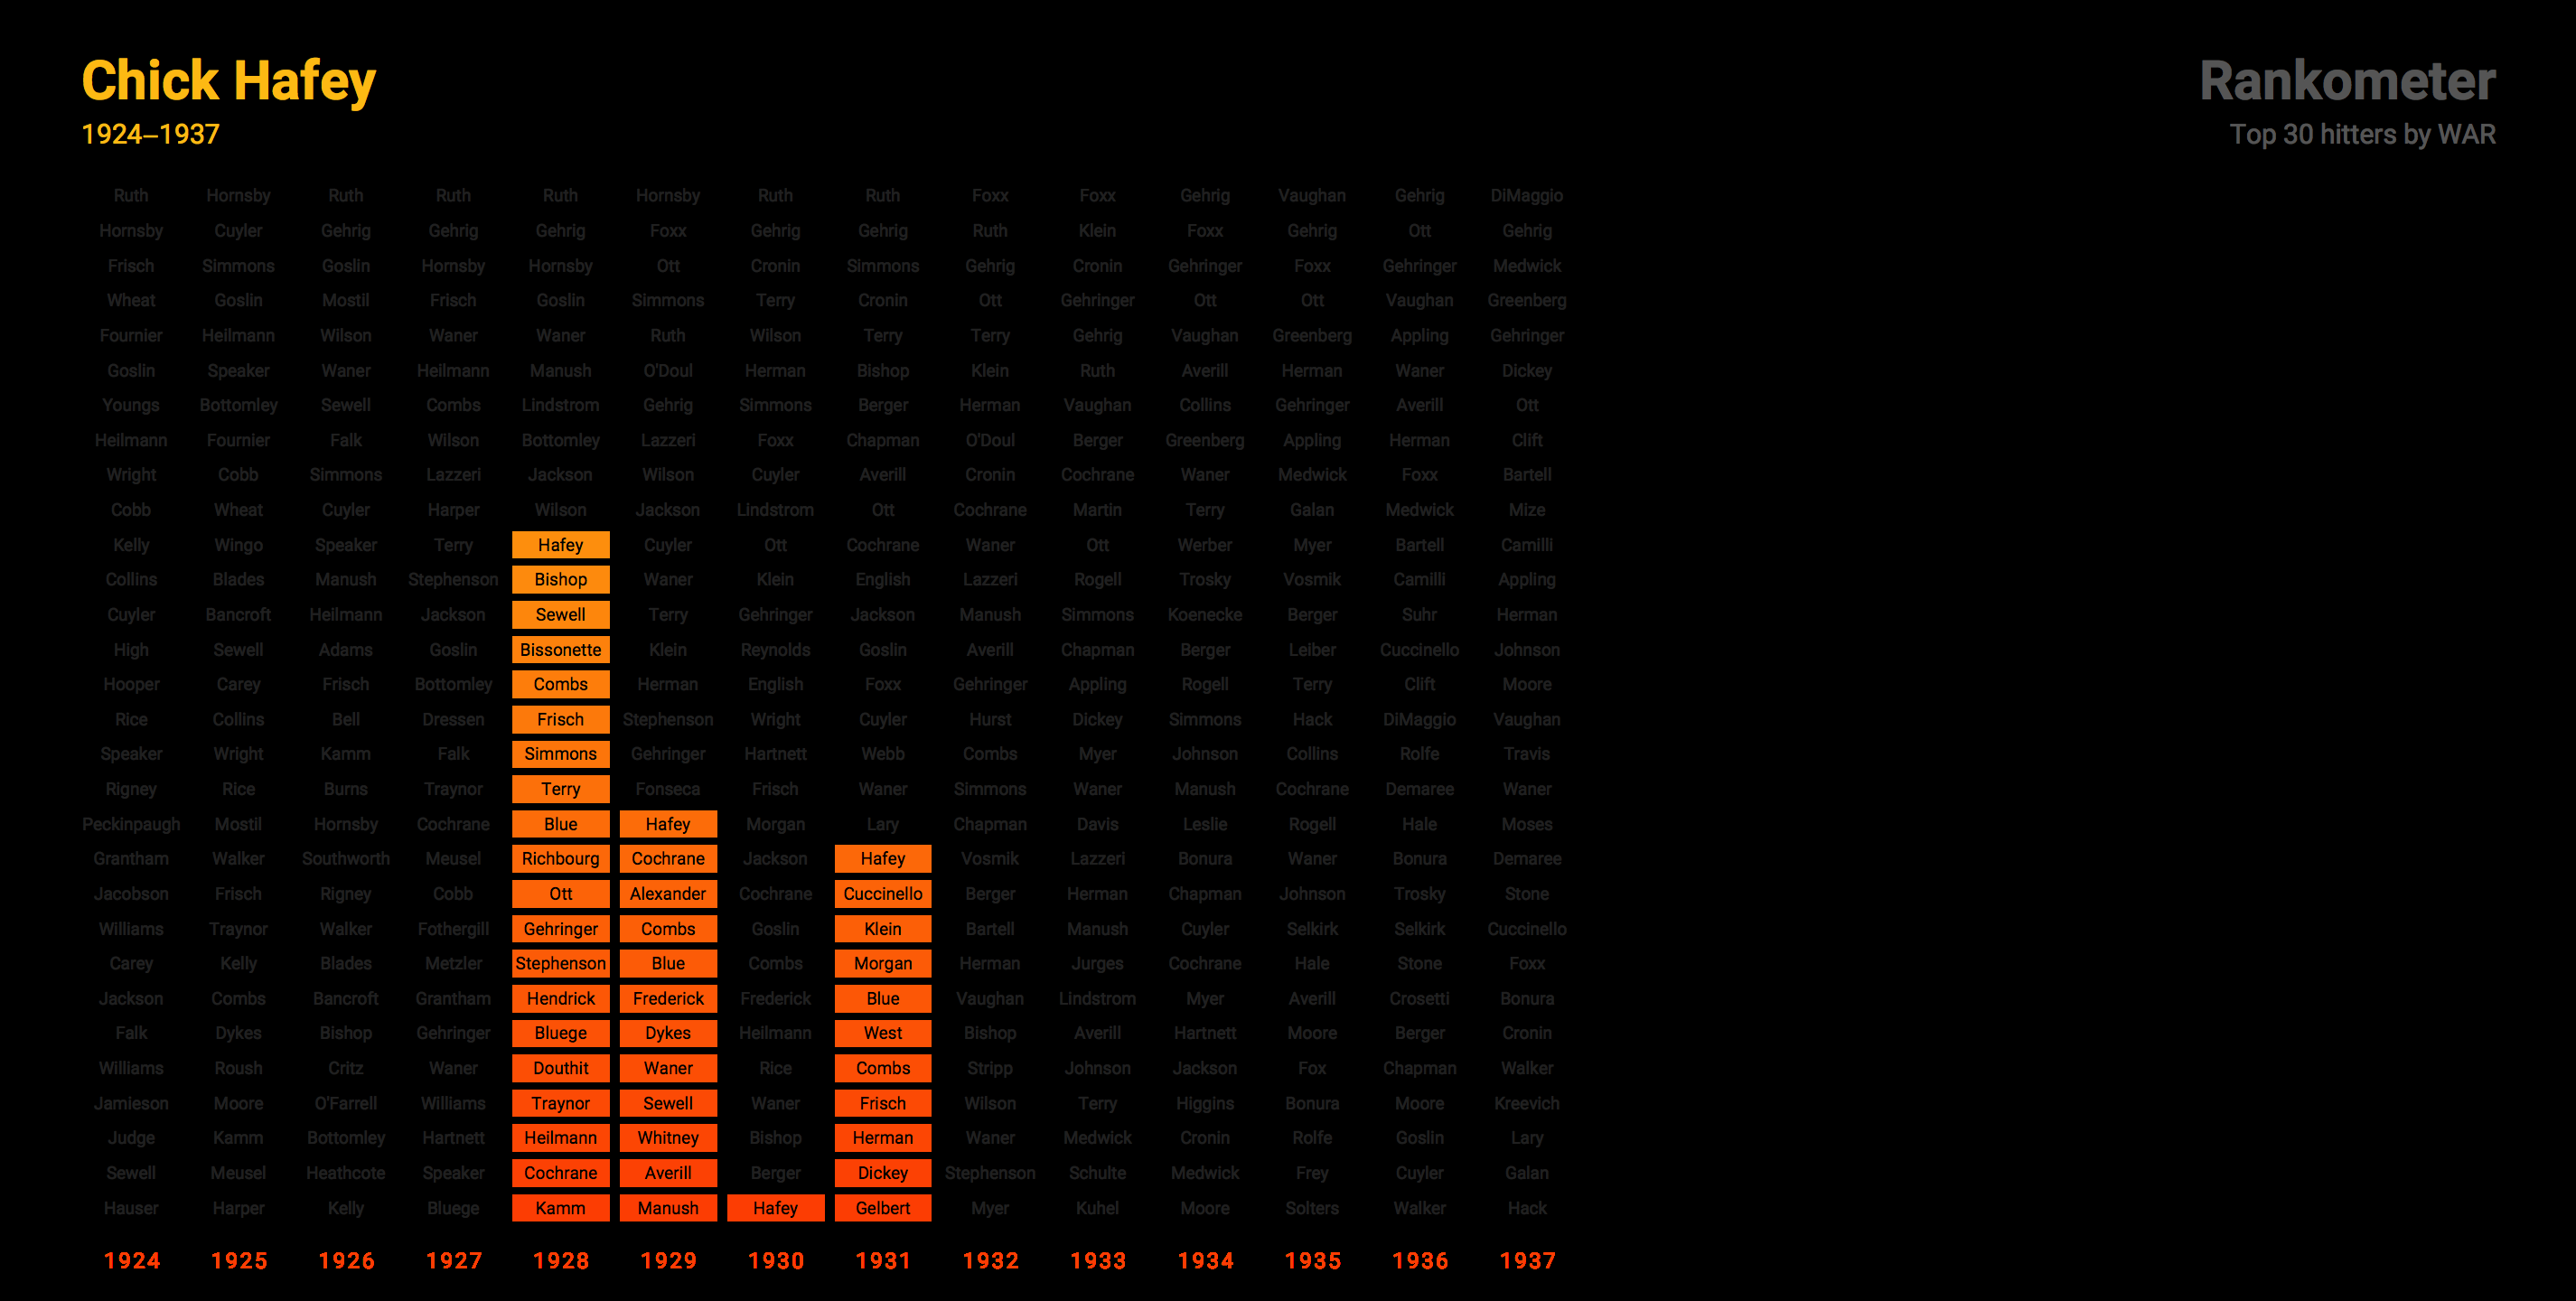 Chick Hafey
1924–1937
Rankometer
Top 30 hitters by WAR
Ruth Hornsby Ruth Ruth Ruth Hornsby Ruth Ruth Foxx Foxx Gehrig Vaughan Gehrig DiMaggio
Hornsby Cuyler Gehrig Gehrig Gehrig Foxx Gehrig Gehrig Ruth Klein Foxx Gehrig Ott Gehrig
Frisch Simmons Goslin Hornsby Hornsby Ott Cronin Simmons Gehrig Cronin Gehringer Foxx Gehringer Medwick
Wheat Goslin Mostil Frisch Goslin Simmons Terry Cronin Ott Gehringer Ott Ott Vaughan Greenberg
Fournier Heilmann Wilson Waner Waner Ruth Wilson Terry Terry Gehrig Vaughan Greenberg Appling Gehringer
Goslin Speaker Waner Heilmann Manush O'Doul Herman Bishop Klein Ruth Averill Herman Waner Dickey
Youngs Bottomley Sewell Combs Lindstrom Gehrig Simmons Berger Herman Vaughan Collins Gehringer Averill Ott
Heilmann Fournier Falk Wilson Bottomley Lazzeri Foxx Chapman O'Doul Berger Greenberg Appling Herman Clift
Wright Cobb Simmons Lazzeri Jackson Wilson Cuyler Averill Cronin Cochrane Waner Medwick Foxx Bartell
Cobb Wheat Cuyler Harper Wilson Jackson Lindstrom Ott Cochrane Martin Terry Galan Medwick Mize
Kelly Wingo Speaker Terry Hafey Cuyler Ott Cochrane Waner Ott Werber Myer Bartell Camilli
Collins Blades Manush Stephenson Bishop Waner Klein English Lazzeri Rogell Trosky Vosmik Camilli Appling
Cuyler Bancroft Heilmann Jackson Sewell Terry Gehringer Jackson Manush Simmons Koenecke Berger Suhr Herman
High Sewell Adams Goslin Bissonette Klein Reynolds Goslin Averill Chapman Berger Leiber Cuccinello Johnson
Hooper Carey Frisch Bottomley Combs Herman English Foxx Gehringer Appling Rogell Terry Clift Moore
Rice Collins Bell Dressen Frisch Stephenson Wright Cuyler Hurst Dickey Simmons Hack DiMaggio Vaughan
Speaker Wright Kamm Falk Simmons Gehringer Hartnett Webb Combs Myer Johnson Collins Rolfe Travis
Rigney Rice Burns Traynor Terry Fonseca Frisch Waner Simmons Waner Manush Cochrane Demaree Waner
Peckinpaugh Mostil Hornsby Cochrane Blue Hafey Morgan Lary Chapman Davis Leslie Rogell Hale Moses
Grantham Walker Southworth Meusel Richbourg Cochrane Jackson Hafey Vosmik Lazzeri Bonura Waner Bonura Demaree
Jacobson Frisch Rigney Cobb Ott Alexander Cochrane Cuccinello Berger Herman Chapman Johnson Trosky Stone
Williams Traynor Walker Fothergill Gehringer Combs Goslin Klein Bartell Manush Cuyler Selkirk Selkirk Cuccinello
Carey Kelly Blades Metzler Stephenson Blue Combs Morgan Herman Jurges Cochrane Hale Stone Foxx
Jackson Combs Bancroft Grantham Hendrick Frederick Frederick Blue Vaughan Lindstrom Myer Averill Crosetti Bonura
Falk Dykes Bishop Gehringer Bluege Dykes Heilmann West Bishop Averill Hartnett Moore Berger Cronin
Williams Roush Critz Waner Douthit Waner Rice Combs Stripp Johnson Jackson Fox Chapman Walker
Jamieson Moore O'Farrell Williams Traynor Sewell Waner Frisch Wilson Terry Higgins Bonura Moore Kreevich
Judge Kamm Bottomley Hartnett Heilmann Whitney Bishop Herman Waner Medwick Cronin Rolfe Goslin Lary
Sewell Meusel Heathcote Speaker Cochrane Averill Berger Dickey Stephenson Schulte Medwick Frey Cuyler Galan
Hauser Harper Kelly Bluege Kamm Manush Hafey Gelbert Myer Kuhel Moore Solters Walker Hack
1924 1925 1926 1927 1928 1929 1930 1931 1932 1933 1934 1935 1936 1937